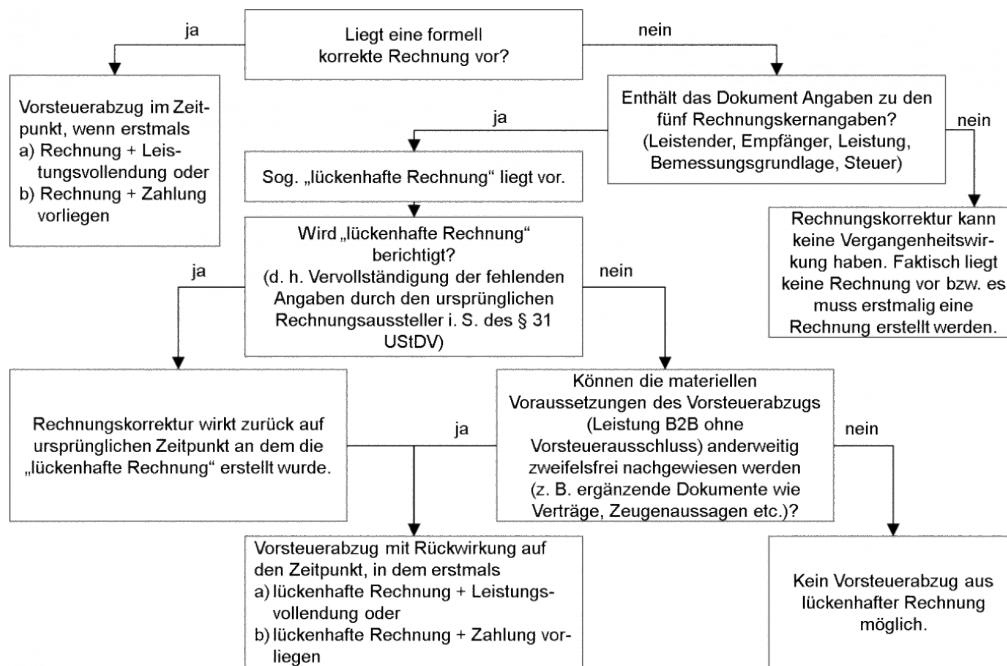 ja
Liegt eine formell
korrekte Rechnung vor?
nein
Vorsteuerabzug im Zeit-
punkt, wenn erstmals
a) Rechnung + Leis-
tungsvollendung oder
b) Rechnung + Zahlung
vorliegen
ja
Enthält das Dokument Angaben zu den
fünf Rechnungskernangaben?
(Leistender, Empfänger, Leistung,
Bemessungsgrundlage, Steuer)
nein
Sog. „lückenhafte Rechnung“ liegt vor.
Rechnungskorrektur kann
keine Vergangenheitswir-
kung haben. Faktisch liegt
keine Rechnung vor bzw. es
muss erstmalig eine
Rechnung erstellt werden.
ja
Wird „lückenhafte Rechnung“
berichtigt?
(d. h. Vervollständigung der fehlenden
Angaben durch den ursprünglichen
Rechnungsaussteller i. S. des § 31
UStDV)
nein
Rechnungskorrektur wirkt zurück auf
ursprünglichen Zeitpunkt an dem die
„lückenhafte Rechnung“ erstellt wurde.
ja
Können die materiellen
Voraussetzungen des Vorsteuerabzugs
(Leistung B2B ohne
Vorsteuerausschluss) anderweitig
zweifelsfrei nachgewiesen werden
(z. B. ergänzende Dokumente wie
Verträge, Zeugenaussagen etc.)?
nein
Vorsteuerabzug mit Rückwirkung auf
den Zeitpunkt, in dem erstmals
a) lückenhafte Rechnung + Leistungs-
vollendung oder
b) lückenhafte Rechnung + Zahlung vor-
liegen
Kein Vorsteuerabzug aus
lückenhafter Rechnung
möglich.